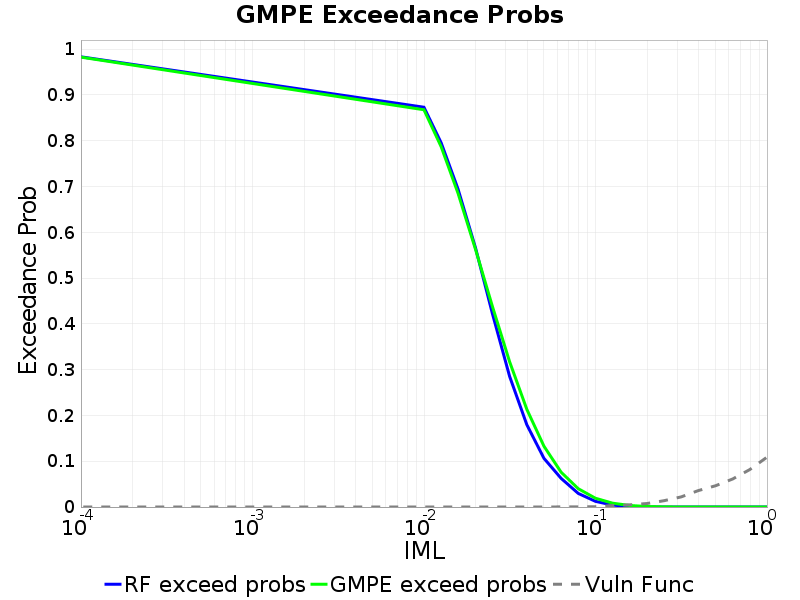 GMPE Exceedance Probs
Exceedance Prob
1
0.9
0.8
0.7
0.6
0.5
0.4
0.3
0.2
0.1
0
10-4 10-3 10-2 10-1 100
IML
RF exceed probs GMPE exceed probs Vuln Func